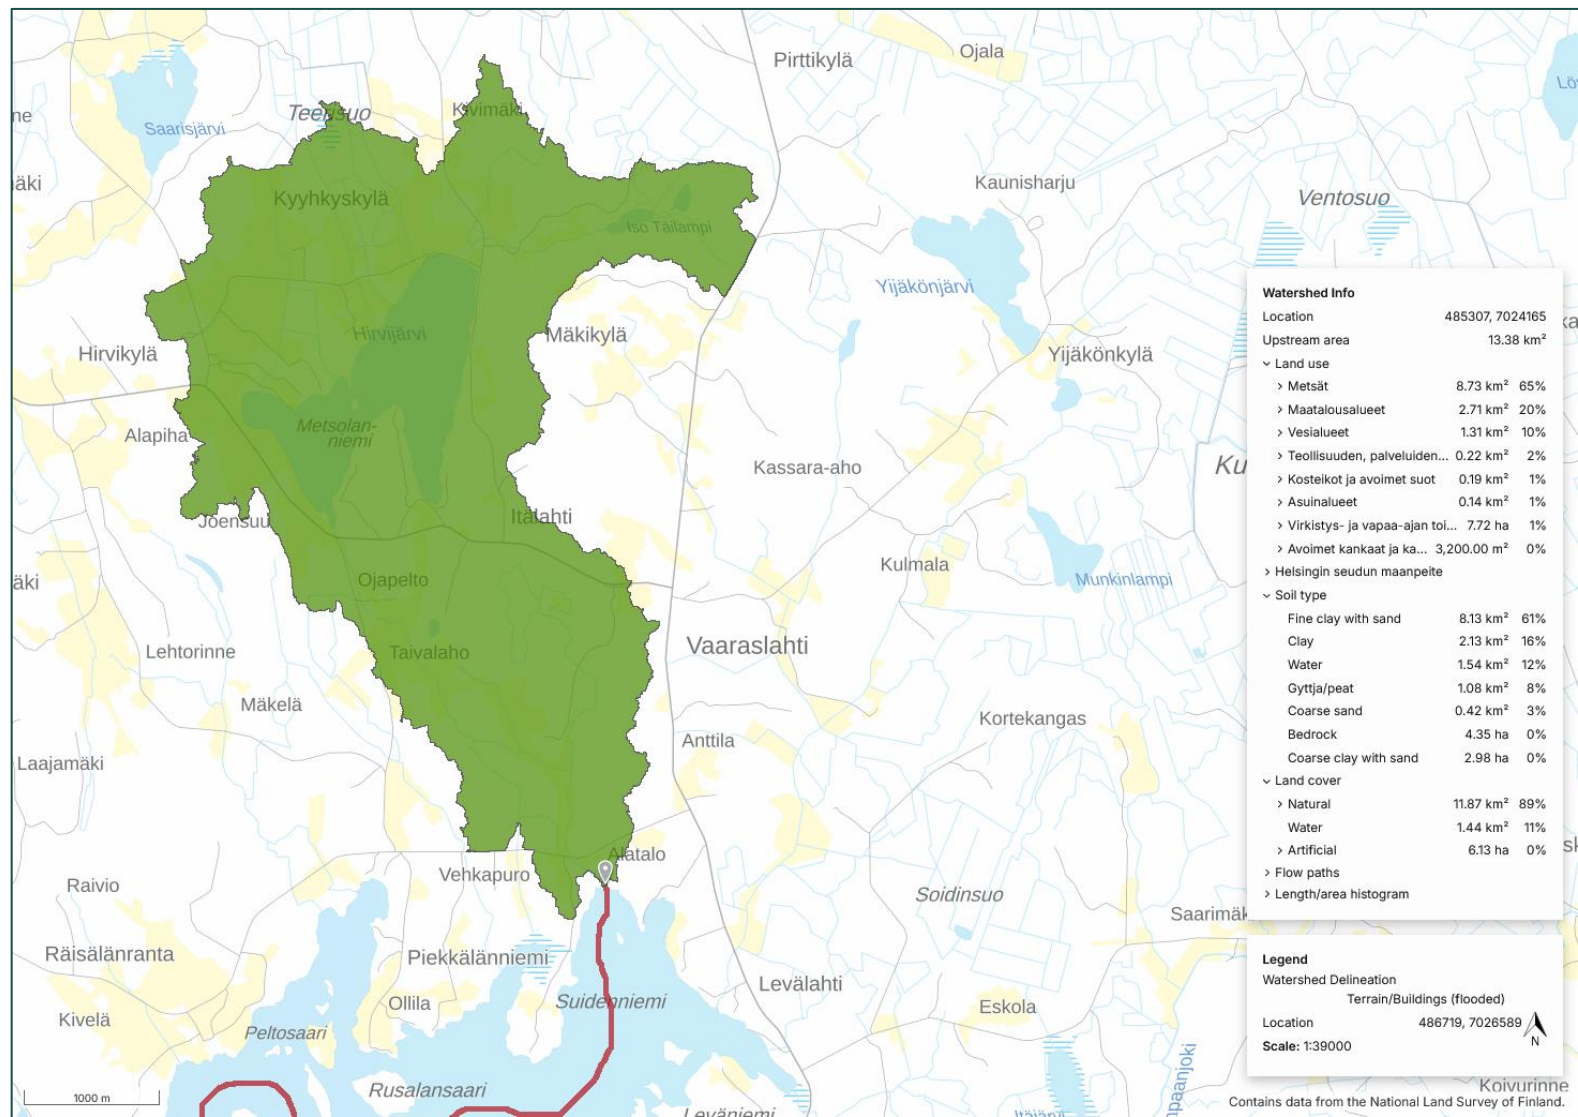 Pirttikylä
Ojala
Teerisuo
Kivimäki
Saarisjärvi
ne
Lö
äki
Kyyhkyskylä
Kaunisharju
Ventosuo
Iso Täilampi
Yijäkönjärvi
Hirvijärvi
Mäkikylä
Hirvikylä
Yijäkönkylä
Metsolan-
niemi
Alapiha
Kassara-aho
Ku
Joensuu
Itälahti
Kulmala
Ojapelto
Munkinlampi
äki
Lehtorinne
Taivalaho
Vaaraslahti
Mäkelä
Kortekangas
Anttila
Laajamäki
Alatalo
Vehkapuro
Raivio
Soidinsuo
Saarimäk
Räisälänranta
Piekkälänniemi
Levälahti
Ollila
Suidenniemi
Eskola
Kivelä
Peltosaari
Rusalansaari
Leväniemi
Itäjärvi
paanjoki
Koivurinne
1000 m
Watershed Info
Location 485307, 7024165
Upstream area 13.38 km²
Land use
Metsät 8.73 km² 65%
Maatalousalueet 2.71 km² 20%
Vesialueet 1.31 km² 10%
Teollisuuden, palveluiden... 0.22 km² 2%
Kosteikot ja avoimet suot 0.19 km² 1%
Asuinalueet 0.14 km² 1%
Virkistys- ja vapaa-ajan toi... 7.72 ha 1%
Avoimet kankaat ja ka... 3,200.00 m² 0%
Helsingin seudun maanpeite
Soil type
Fine clay with sand 8.13 km² 61%
Clay 2.13 km² 16%
Water 1.54 km² 12%
Gyttja/peat 1.08 km² 8%
Coarse sand 0.42 km² 3%
Bedrock 4.35 ha 0%
Coarse clay with sand 2.98 ha 0%
Land cover
Natural 11.87 km² 89%
Water 1.44 km² 11%
Artificial 6.13 ha 0%
Flow paths
Length/area histogram
Legend
Watershed Delineation
Terrain/Buildings (flooded)
Location 486719, 7026589
Scale: 1:39000
N
Contains data from the National Land Survey of Finland.